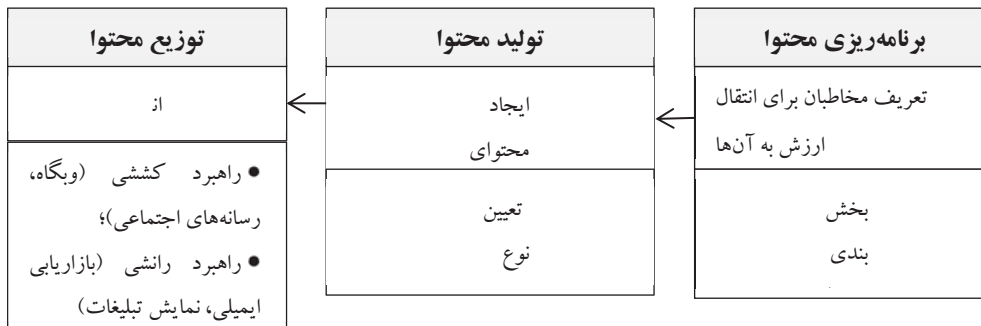 برنامه‌ریزی محتوا
تعریف مخاطبان برای انتقال
ارزش به آن‌ها
بخش
بندی
تولید محتوا
ایجاد
محتوای
تعیین
نوع
توزیع محتوا
انـ
● راهبرد کششی (وبگاه،
رسانه‌های اجتماعی)؛
● راهبرد رانشی (بازاریابی
ایمیلی، نمایش تبلیغات)